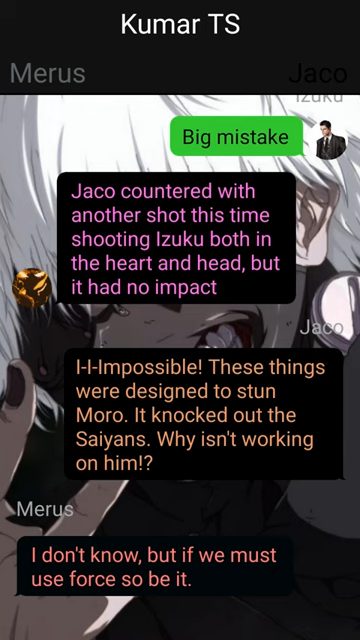 Kumar TS
Merus
Jaco
Izuku
Big mistake
Jaco countered with
another shot this time
shooting Izuku both in
the heart and head, but
it had no impact
Jaco
I-I-Impossible! These things
were designed to stun
Moro. It knocked out the
Saiyans. Why isn't working
on him!?
Merus
I don't know, but if we must
use force so be it.